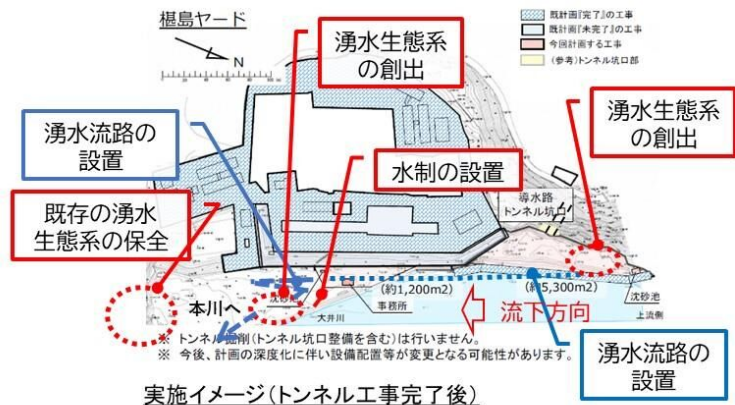 椹島ヤード
N
既計画『完了』の工事
既計画『未完了』の工事
今回計画する工事
(参考)トンネル坑口部
湧水生態系
の創出
湧水生態系
の創出
湧水流路の
設置
水制の設置
既存の湧水
生態系の保全
導水路
トンネル坑口
(約1,200m2)
(約5,300m2)
沈砂池
沈砂池
事務所
本川へ
大井川
流下方向
上流側
※ トンネル掘削(トンネル坑口整備を含む)は行いません。
※ 今後、計画の深度化に伴い設備配置等が変更となる可能性があります。
湧水流路の
設置
実施イメージ(トンネル工事完了後)